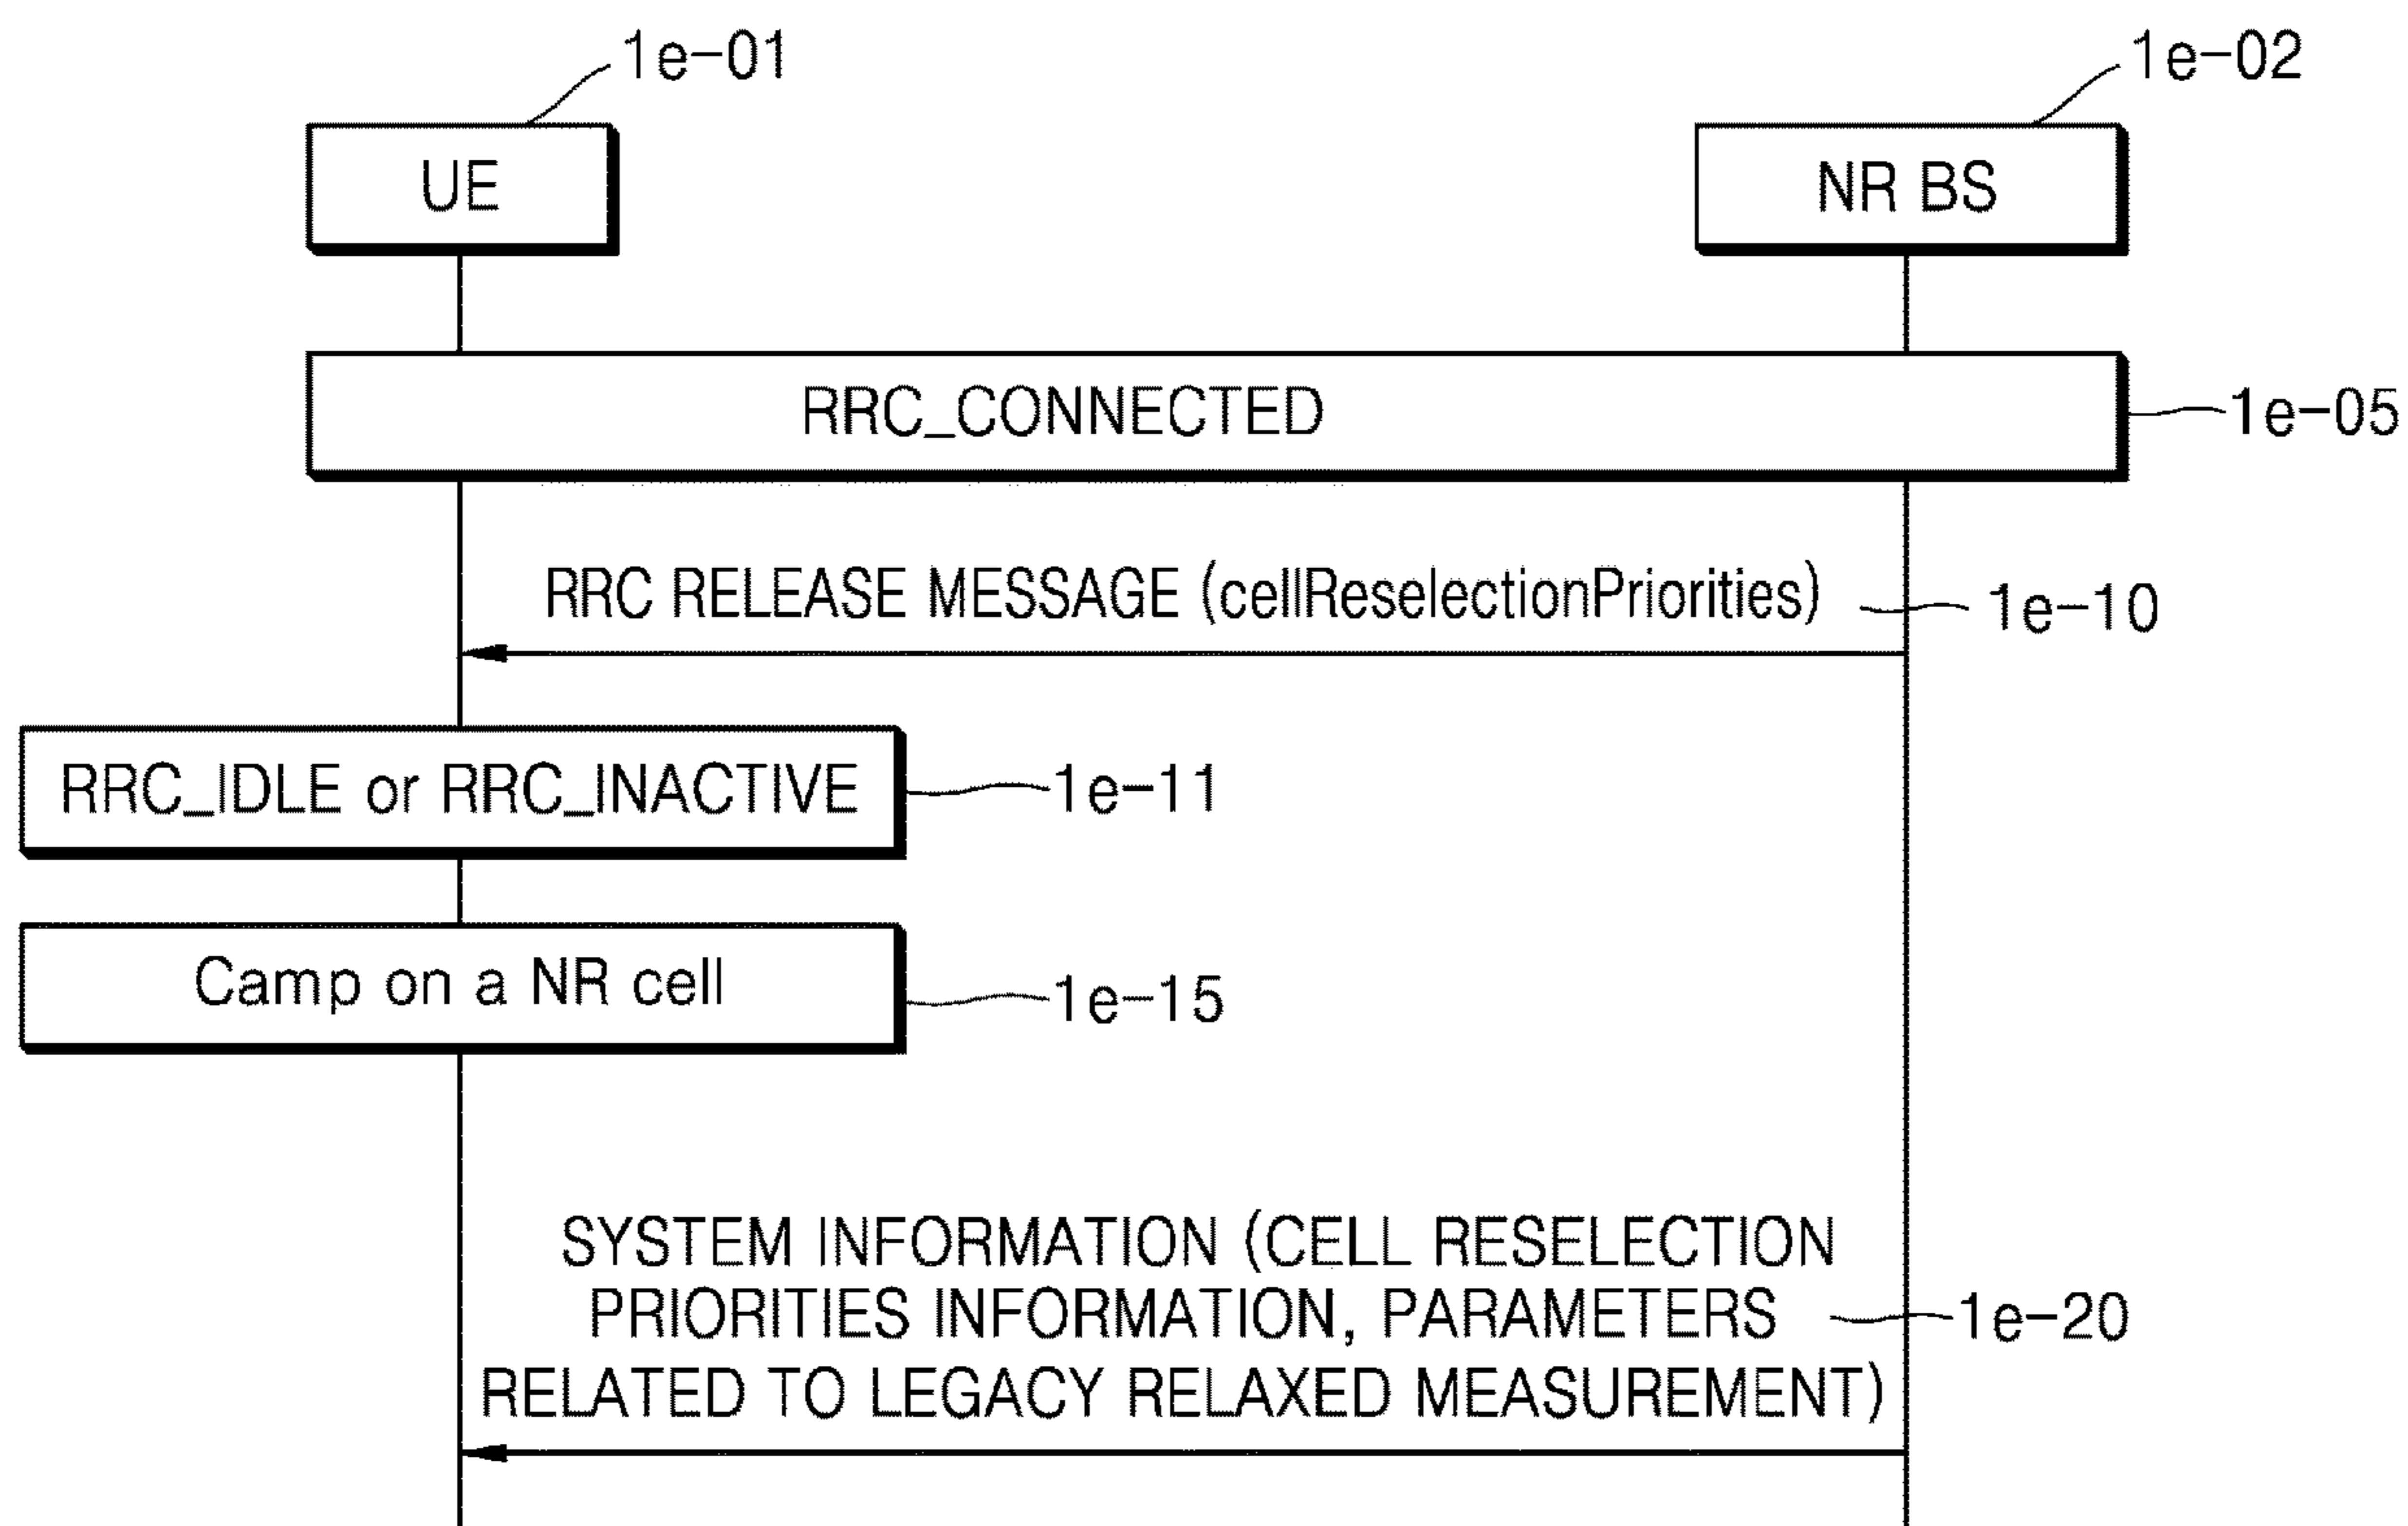 1e-01
1e-02
UE
NR BS
RRC_CONNECTED
1e-05
RRC RELEASE MESSAGE (cellReselectionPriorities)
1e-10
RRC_IDLE or RRC_INACTIVE
1e-11
Camp on a NR cell
1e-15
SYSTEM INFORMATION (CELL RESELECTION
PRIORITIES INFORMATION, PARAMETERS
1e-20
RELATED TO LEGACY RELAXED MEASUREMENT)